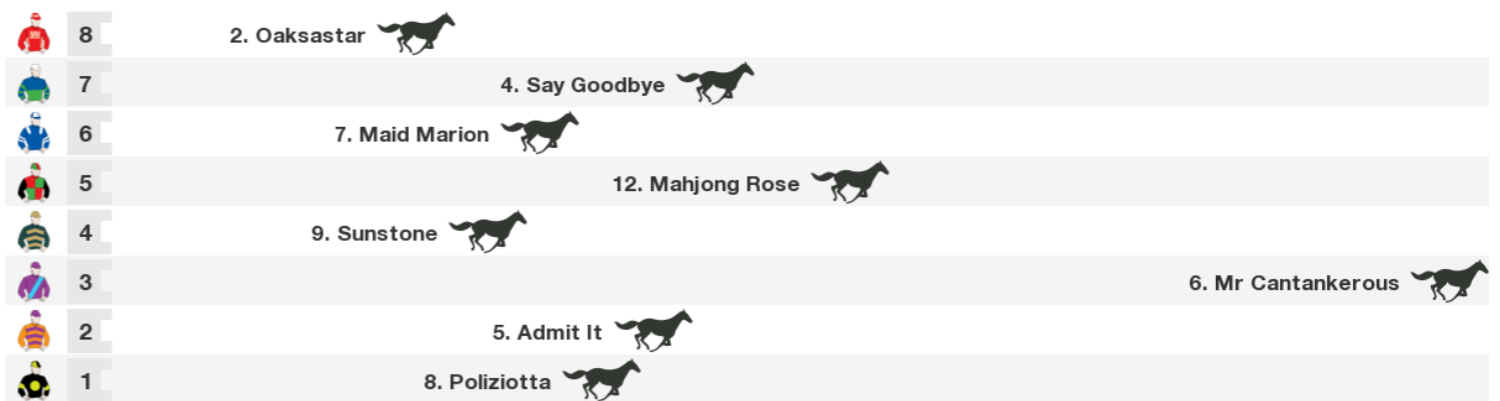 8 2. Oaksastar
7 4. Say Goodbye
6 7. Maid Marion
5 12. Mahjong Rose
4 9. Sunstone
3 6. Mr Cantankerous
2 5. Admit It
1 8. Poliziotta